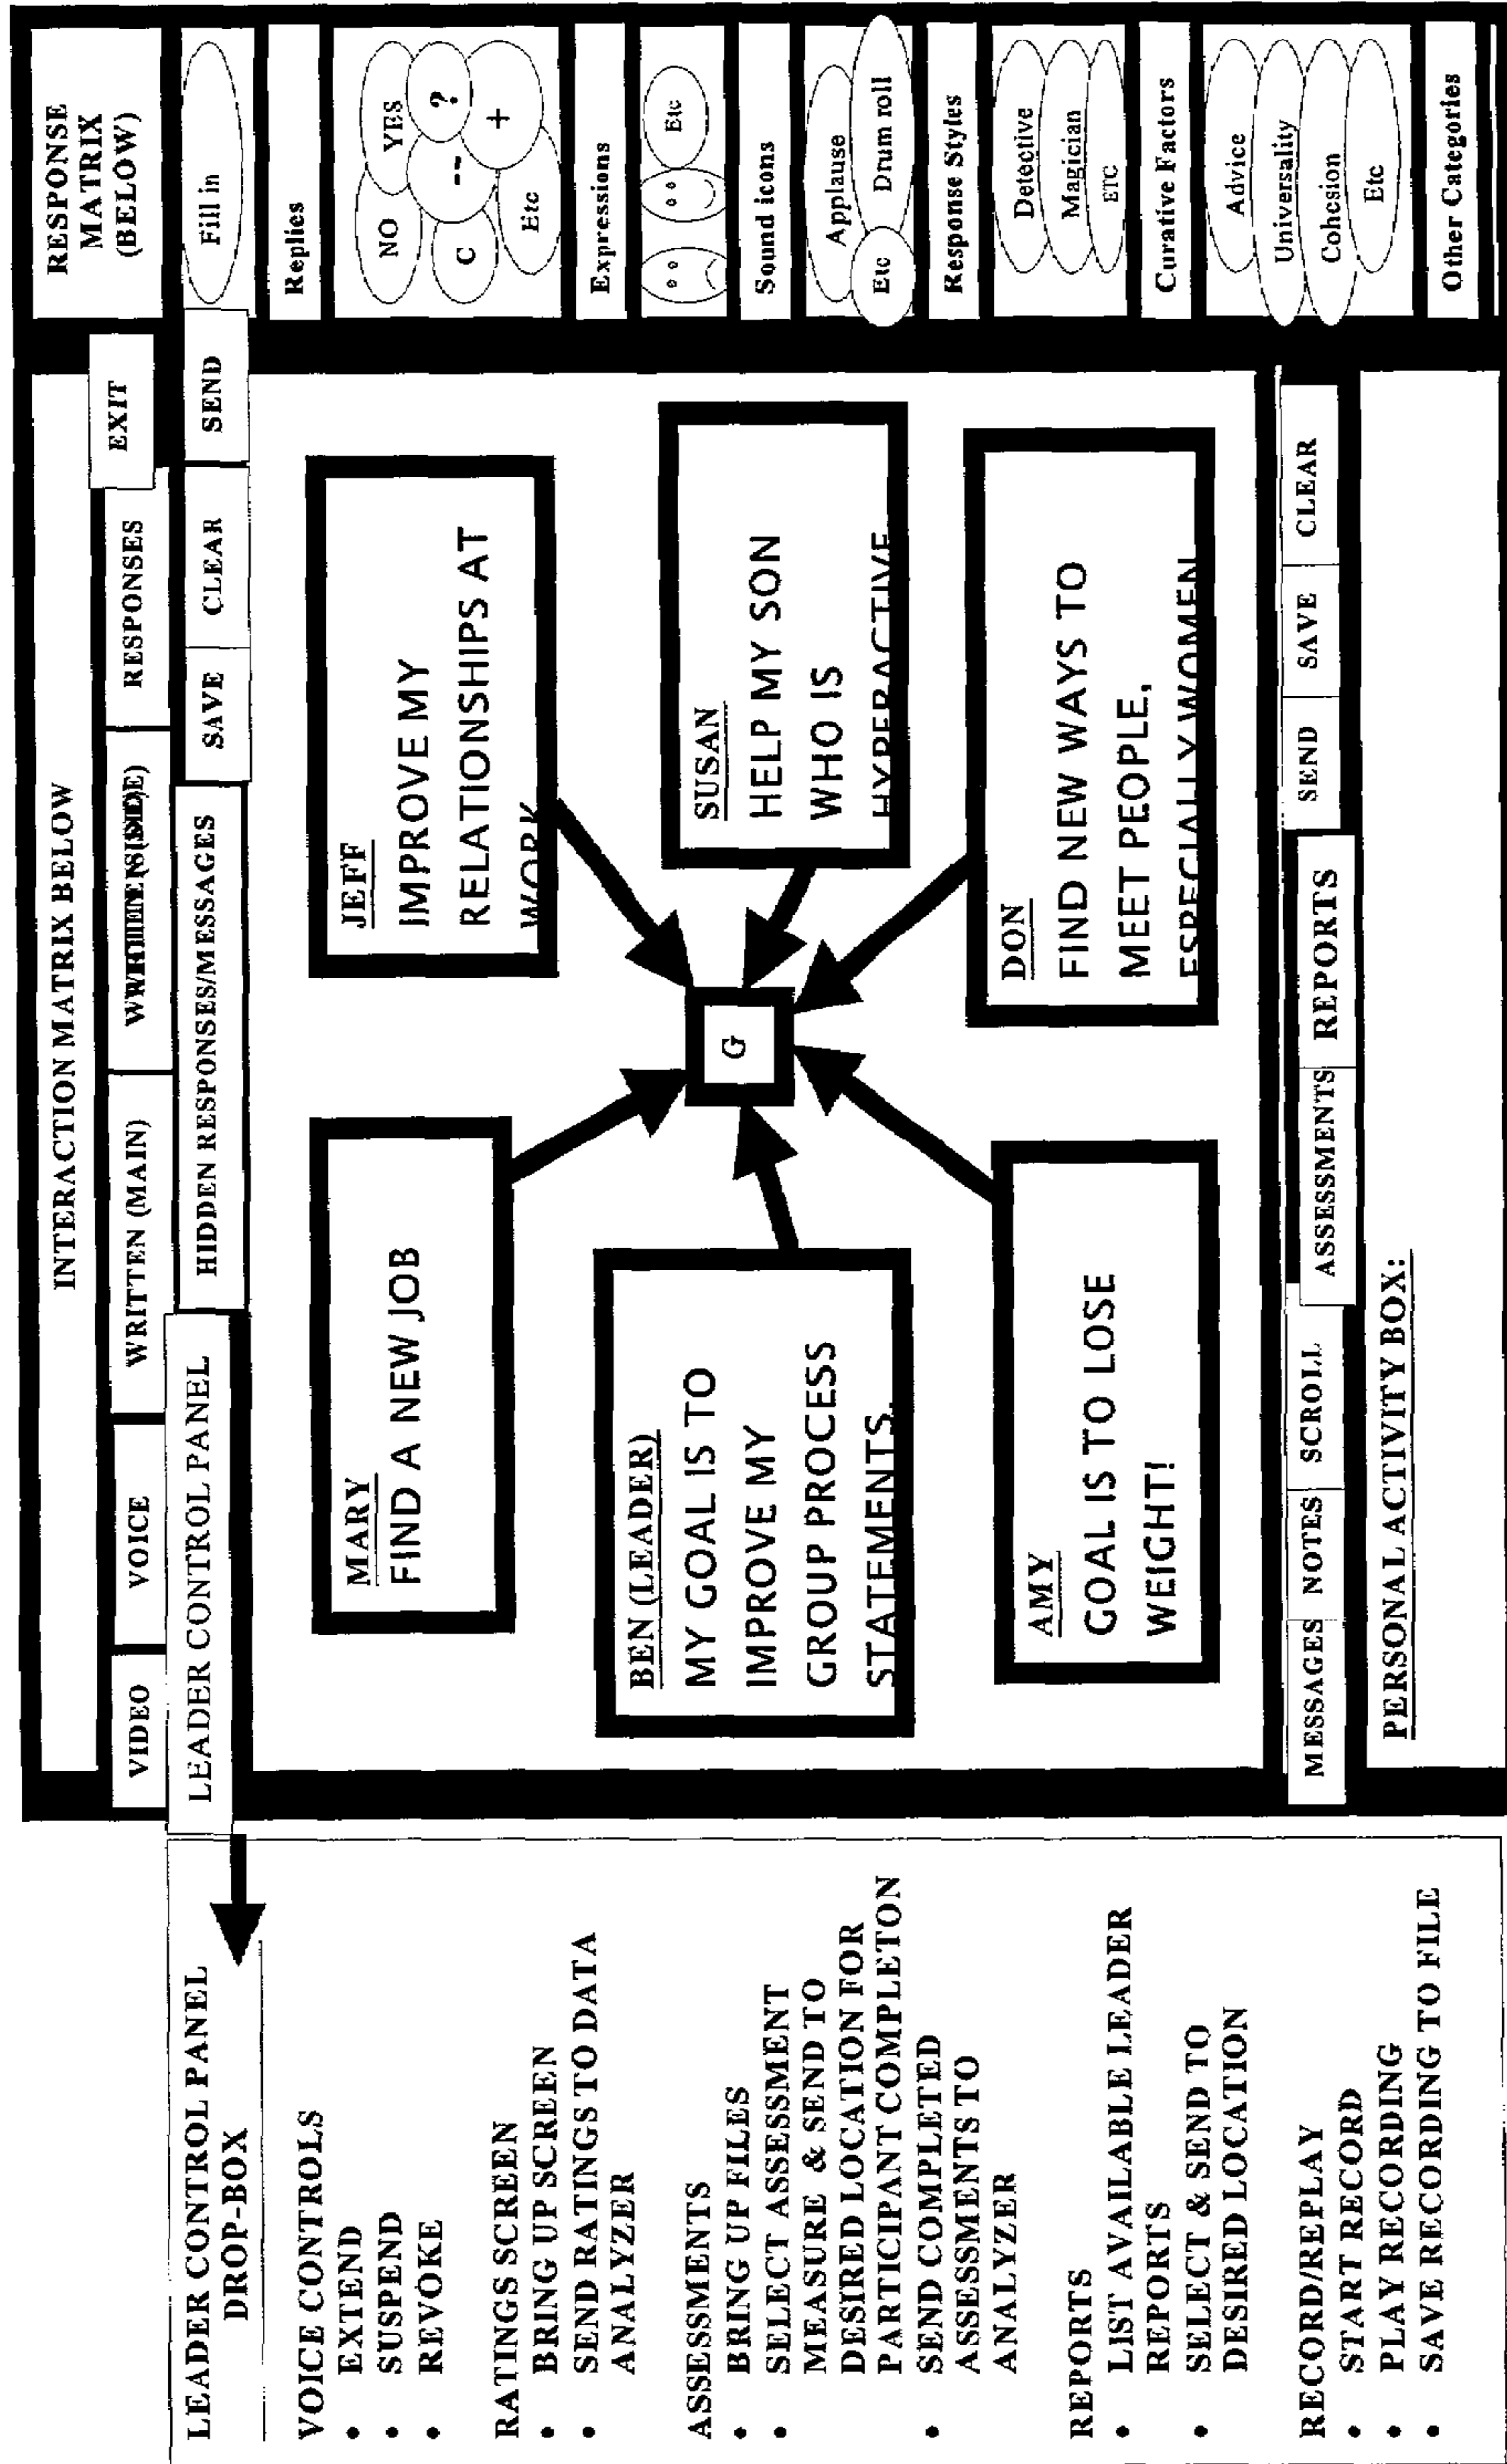 LEADER CONTROL PANEL
DROP-BOX
VOICE CONTROLS
• EXTEND
• SUSPEND
• REVOKE
RATINGS SCREEN
• BRING UP SCREEN
• SEND RATINGS TO DATA
ANALYZER
ASSESSMENTS
• BRING UP FILES
• SELECT ASSESSMENT
MEASURE & SEND TO
DESIRED LOCATION FOR
PARTICIPANT COMPLETON
• SEND COMPLETED
ASSESSMENTS TO
ANALYZER
REPORTS
• LIST AVAILABLE LEADER
REPORTS
• SELECT & SEND TO
DESIRED LOCATION
RECORD/REPLAY
• START RECORD
• PLAY RECORDING
• SAVE RECORDING TO FILE
INTERACTION MATRIX BELOW
VIDEO
VOICE
WRITTEN (MAIN)
RESPONSES
EXIT
LEADER CONTROL PANEL
HIDDEN RESPONSES/MESSAGES
SAVE
CLEAR
SEND
MARY
FIND A NEW JOB
JEFF
IMPROVE MY
RELATIONSHIPS AT
WORK
BEN (LEADER)
MY GOAL IS TO
IMPROVE MY
GROUP PROCESS
STATEMENTS.
G
SUSAN
HELP MY SON
WHO IS
HYPERACTIVE
AMY
GOAL IS TO LOSE
WEIGHT!
DON
FIND NEW WAYS TO
MEET PEOPLE,
ESPECIALLY WOMEN
MESSAGES
NOTES
SCROLL
ASSESSMENTS
REPORTS
SEND
SAVE
CLEAR
PERSONAL ACTIVITY BOX:
RESPONSE
MATRIX
(BELOW)
Fill in
Replies
NO
YES
C
--
?
Etc
+
Expressions
Etc
Sound icons
Applause
Etc
Drum roll
Response Styles
Detective
Magician
ETC
Curative Factors
Advice
Universality
Cohesion
Etc
Other Categories